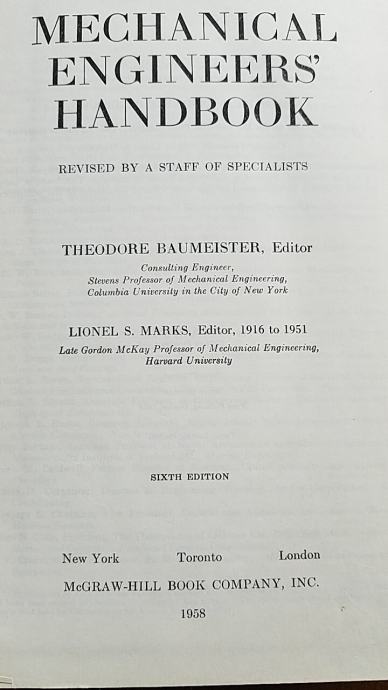 MECHANICAL
ENGINEERS'
HANDBOOK
REVISED BY A STAFF OF SPECIALISTS
THEODORE BAUMEISTER, Editor
Consulting Engineer,
Stevens Professor of Mechanical Engineering,
Columbia University in the City of New York
LIONEL S. MARKS, Editor, 1916 to 1951
Late Gordon McKay Professor of Mechanical Engineering,
Harvard University
SIXTH EDITION
New York Toronto London
McGRAW-HILL BOOK COMPANY, INC.
1958